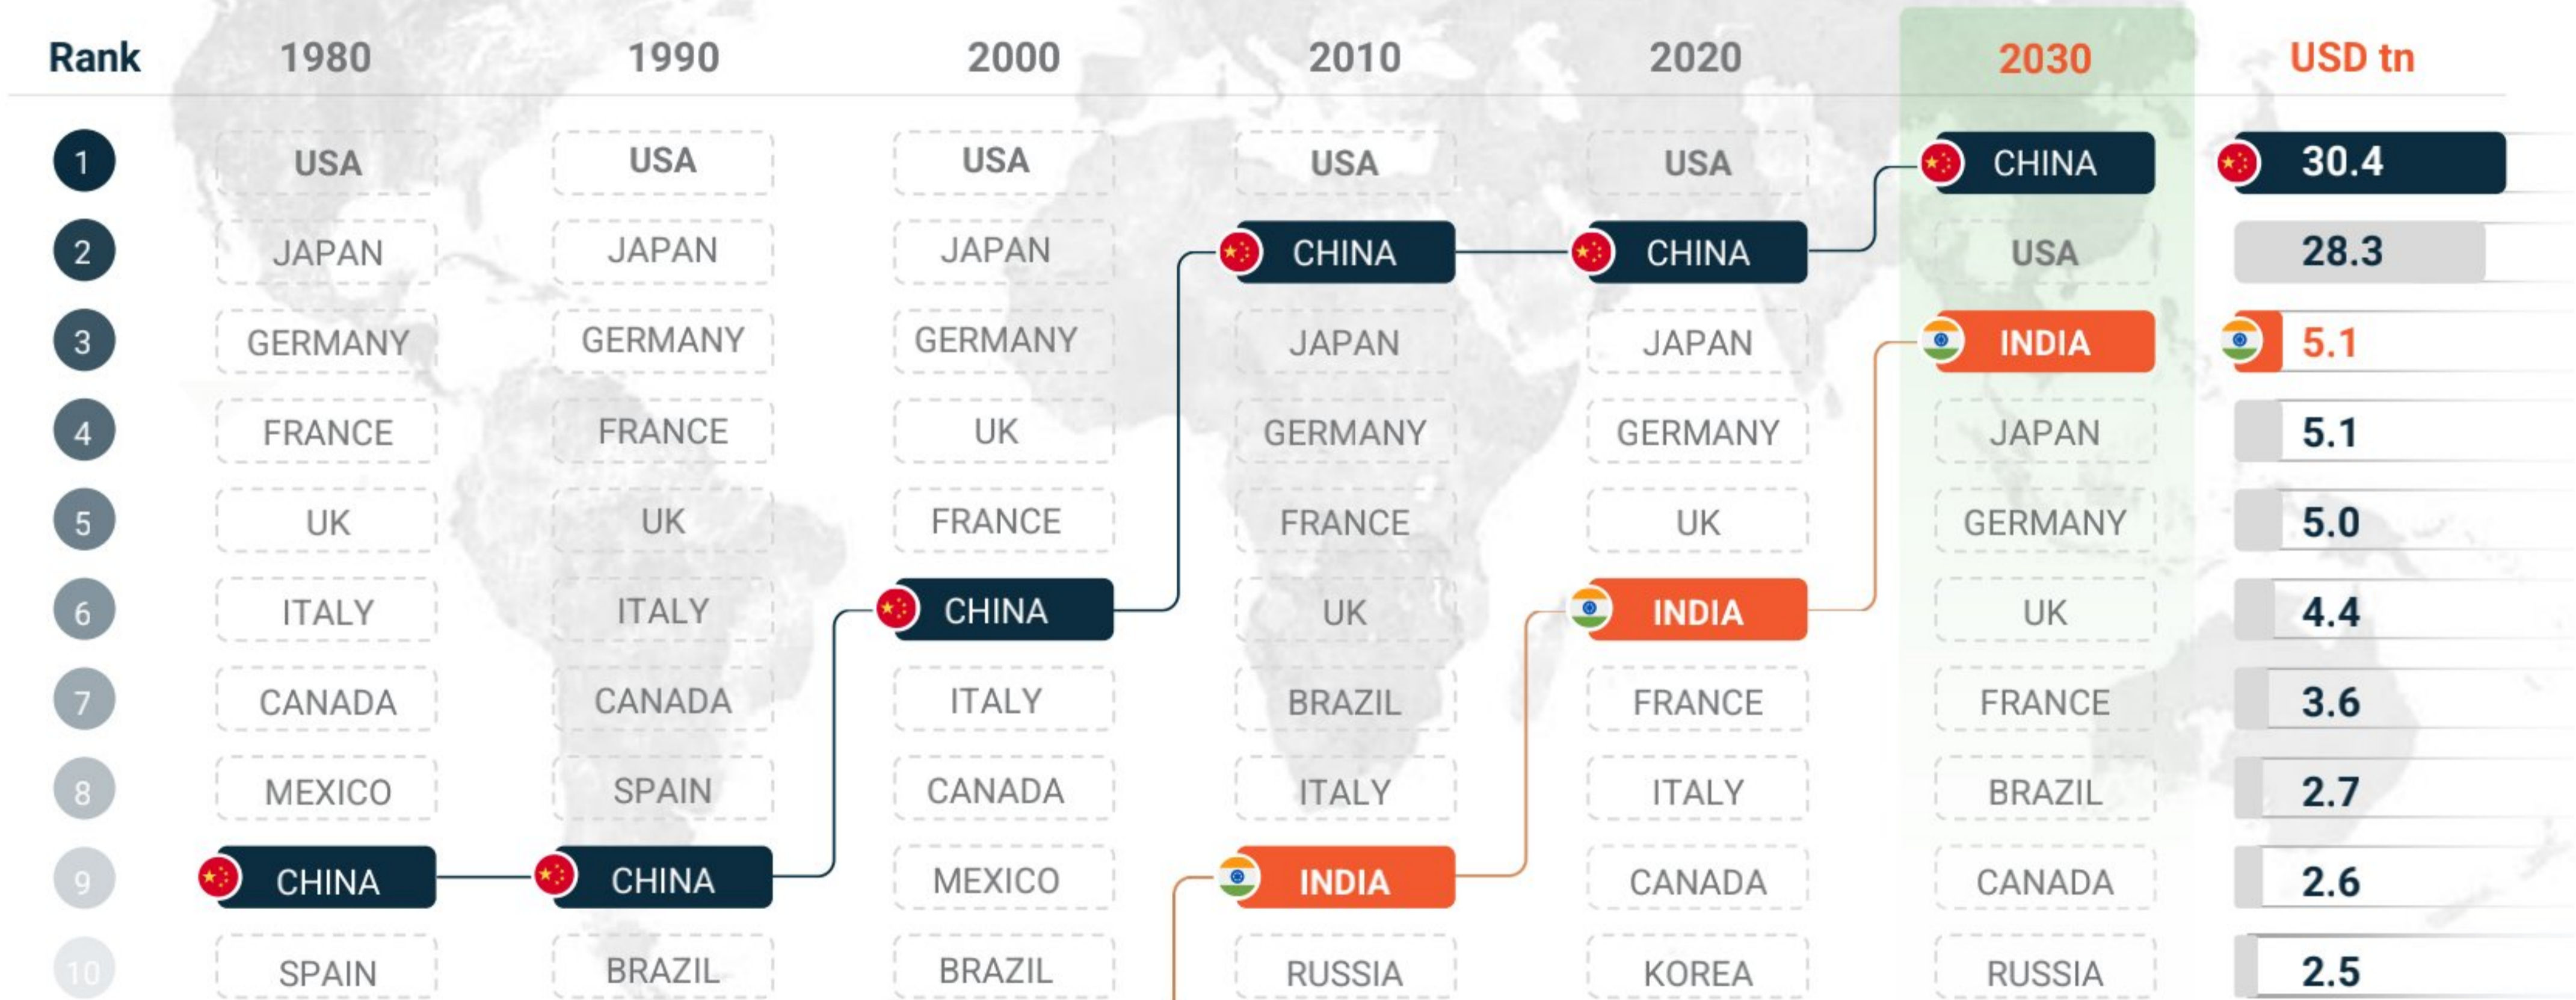 Rank 1980 1990 2000 2010 2020 2030 USD tn
1 USA USA USA USA USA CHINA 30.4
2 JAPAN JAPAN JAPAN CHINA CHINA USA 28.3
3 GERMANY GERMANY GERMANY JAPAN JAPAN INDIA 5.1
4 FRANCE FRANCE UK GERMANY GERMANY JAPAN 5.1
5 UK UK FRANCE FRANCE UK GERMANY 5.0
6 ITALY ITALY CHINA UK INDIA UK 4.4
7 CANADA CANADA ITALY BRAZIL FRANCE FRANCE 3.6
8 MEXICO SPAIN CANADA ITALY ITALY BRAZIL 2.7
9 CHINA CHINA MEXICO INDIA CANADA CANADA 2.6
10 SPAIN BRAZIL BRAZIL RUSSIA KOREA RUSSIA 2.5